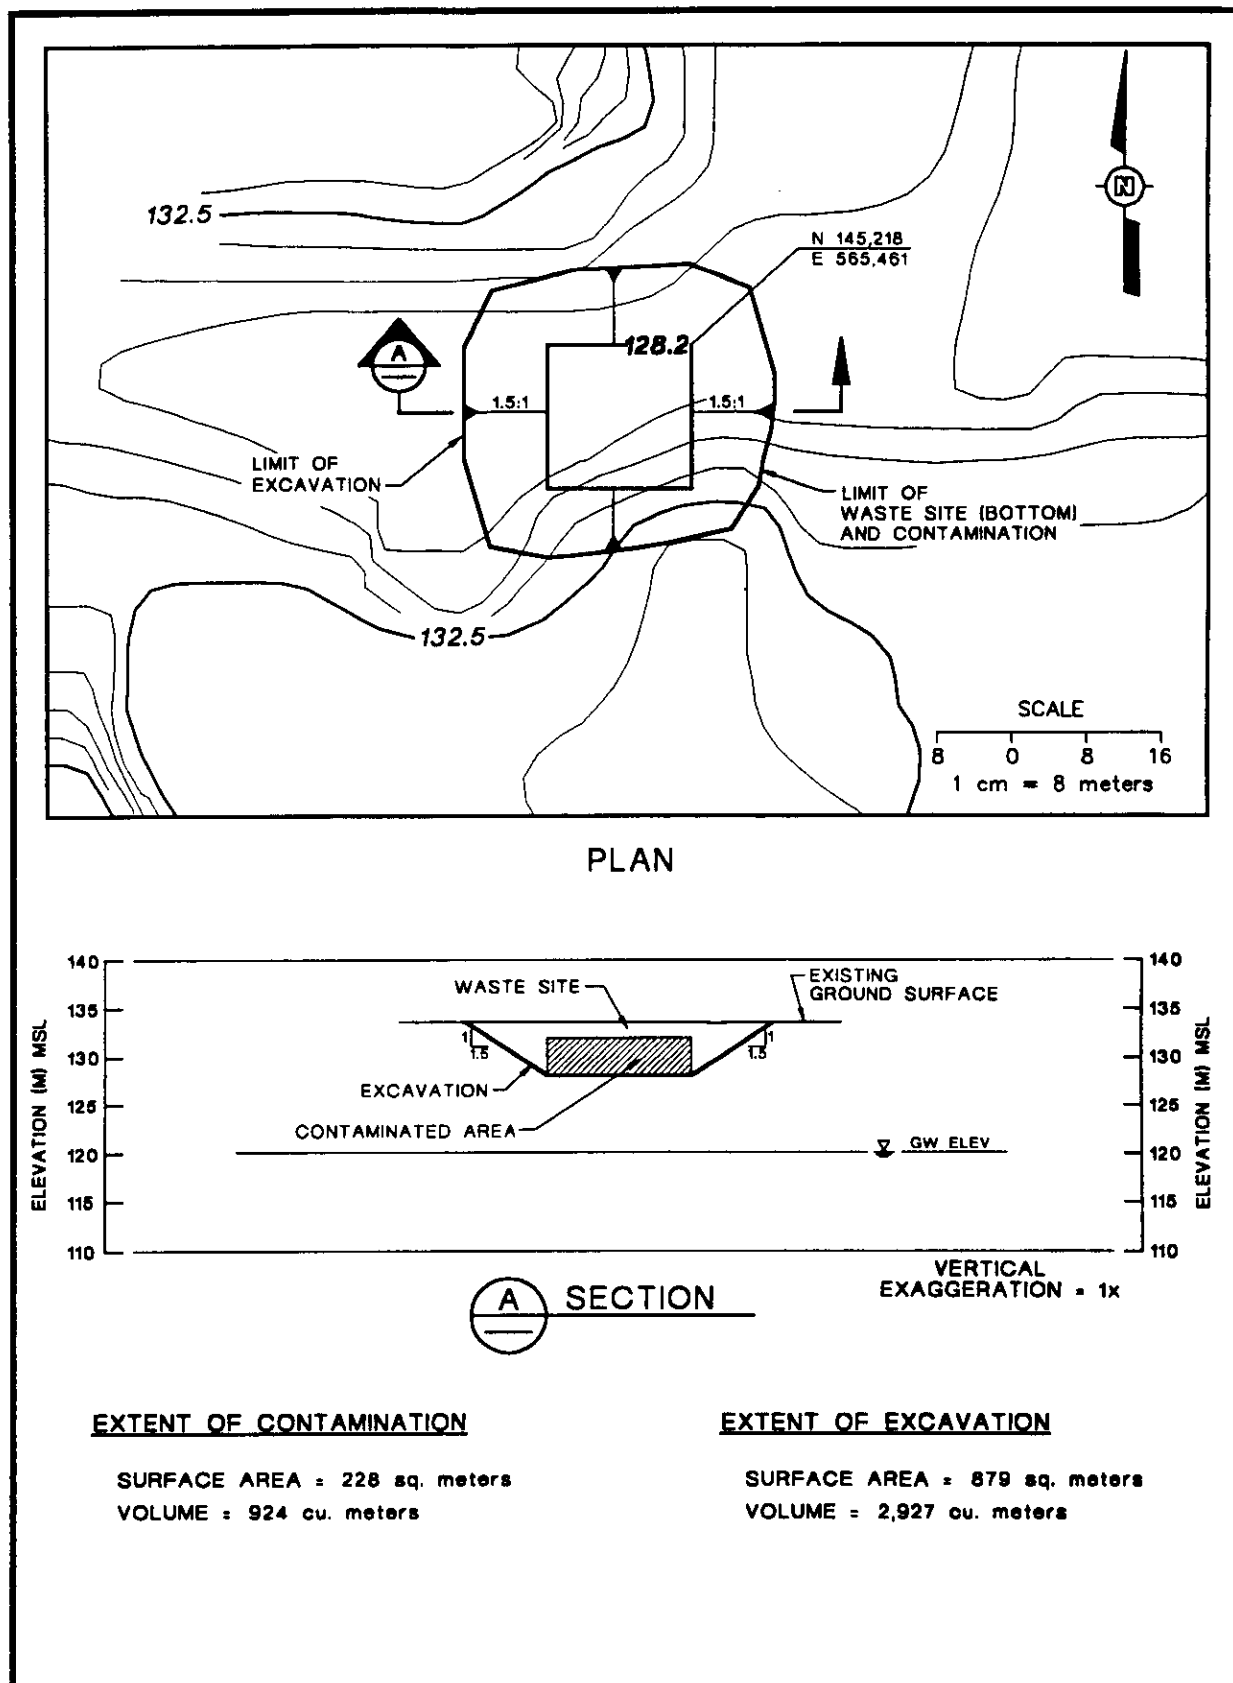 N
132.5
N 145,218
E 565,461
A
128.2
1.5:1
1.5:1
LIMIT OF
EXCAVATION
LIMIT OF
WASTE SITE (BOTTOM)
AND CONTAMINATION
132.5
SCALE
8 0 8 16
1 cm = 8 meters
PLAN
ELEVATION (M) MSL
140
135
130
125
120
115
110
WASTE SITE
EXISTING
GROUND SURFACE
1
1.5
1
1.5
EXCAVATION
CONTAMINATED AREA
GW ELEV
140
135
130
125
120
115
110
ELEVATION (M) MSL
VERTICAL
EXAGGERATION = 1x
A SECTION
EXTENT OF CONTAMINATION
SURFACE AREA = 228 sq. meters
VOLUME = 924 cu. meters
EXTENT OF EXCAVATION
SURFACE AREA = 879 sq. meters
VOLUME = 2,927 cu. meters